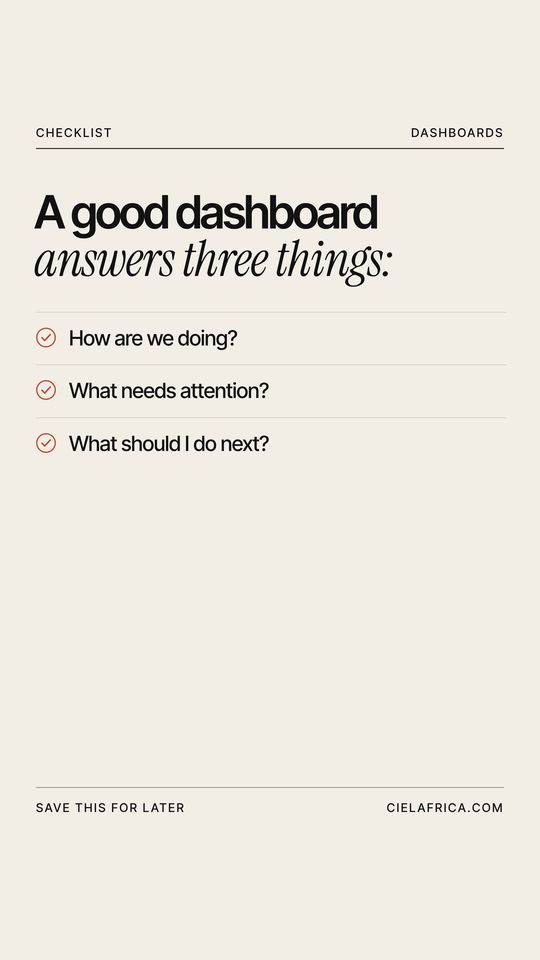 CHECKLIST
DASHBOARDS
A good dashboard
answers three things:
How are we doing?
What needs attention?
What should I do next?
SAVE THIS FOR LATER
CIELAFRICA.COM